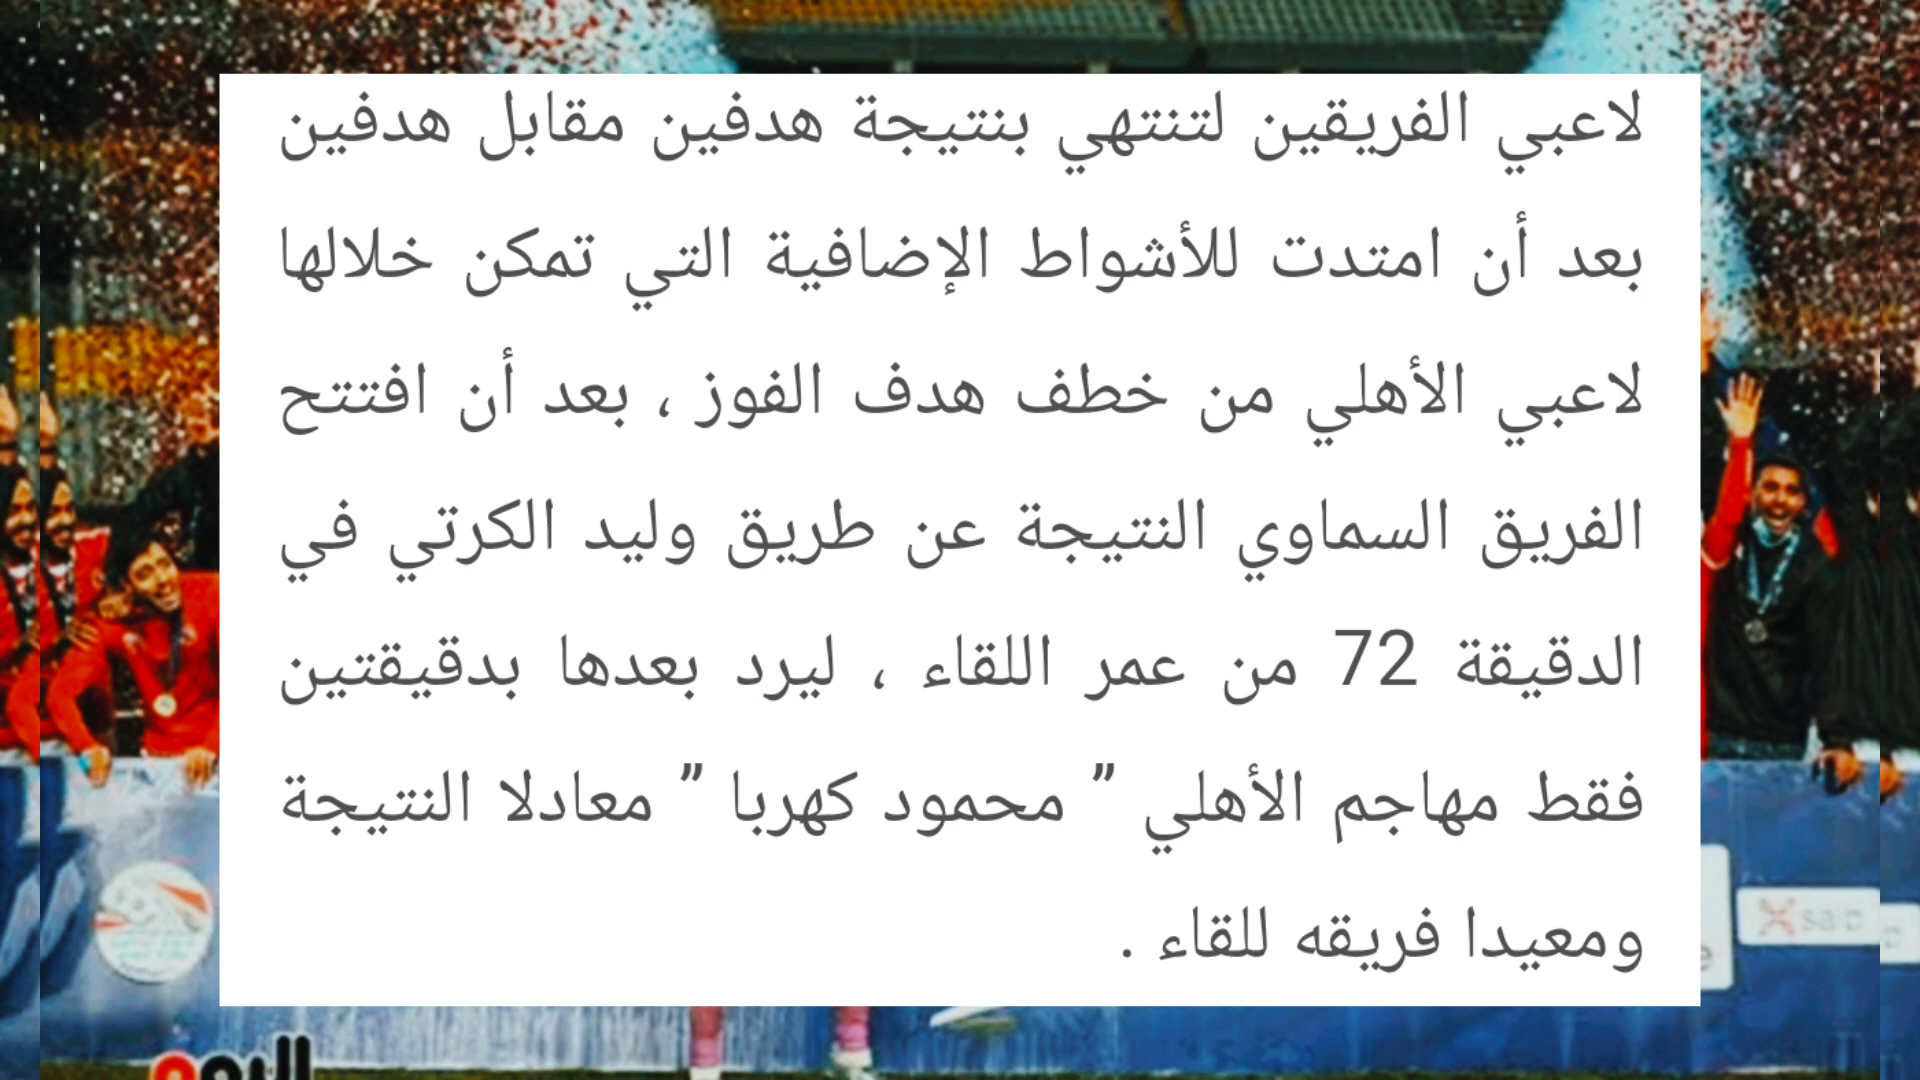 لاعبي الفريقين لتنتهي بنتيجة هدفين مقابل هدفين
بعد أن امتدت للأشواط الإضافية التي تمكن خلالها
لاعبي الأهلي من خطف هدف الفوز ، بعد أن افتتح
الفريق السماوي النتيجة عن طريق وليد الكرتي في
الدقيقة 72 من عمر اللقاء ، ليرد بعدها بدقيقتين
فقط مهاجم الأهلي ” محمود كهربا ” معادلا النتيجة
ومعيدا فريقه للقاء .
saib